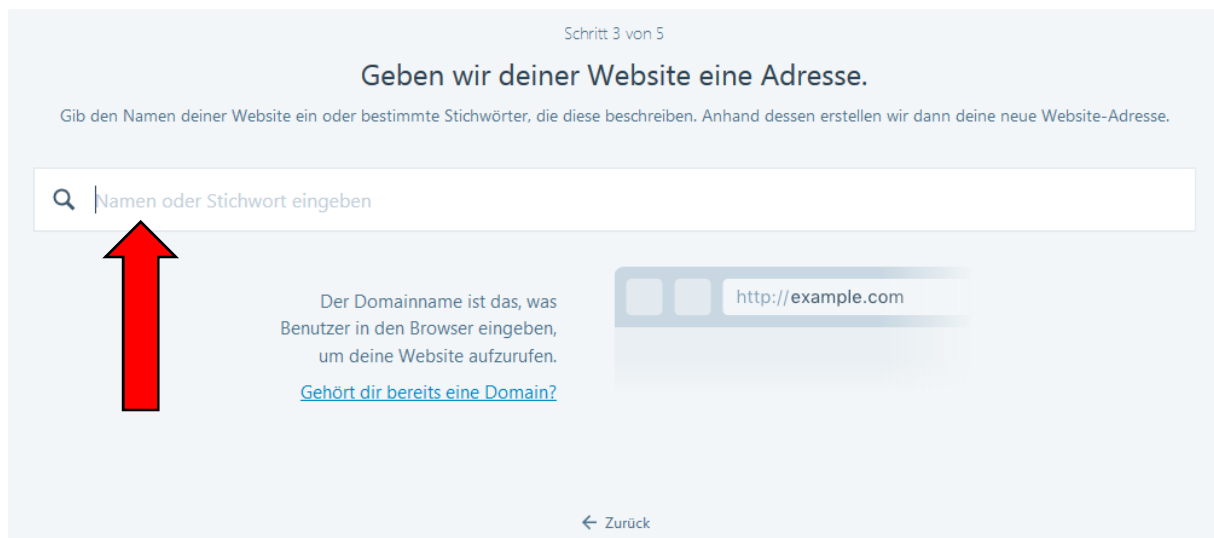 Schritt 3 von 5
Geben wir deiner Website eine Adresse.
Gib den Namen deiner Website ein oder bestimmte Stichwörter, die diese beschreiben. Anhand dessen erstellen wir dann deine neue Website-Adresse.
Namen oder Stichwort eingeben
Der Domainname ist das, was
Benutzer in den Browser eingeben,
um deine Website aufzurufen.
Gehört dir bereits eine Domain?
http://example.com
← Zurück